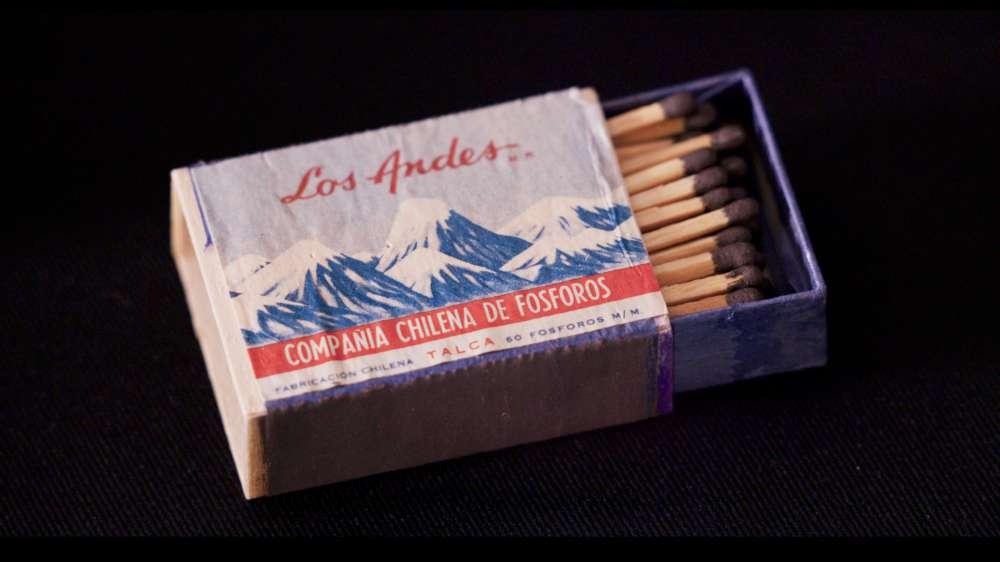 Los Andes M.R.
COMPAÑIA CHILENA DE FOSFOROS
FABRICACION CHILENA TALCA 60 FOSFOROS M/M.